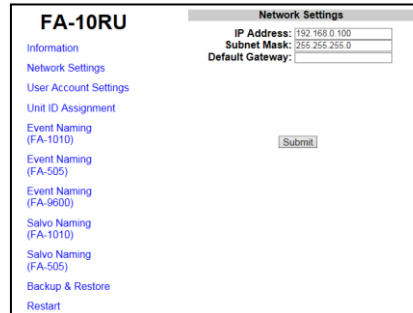 FA-10RU
Information
Network Settings
User Account Settings
Unit ID Assignment
Event Naming
(FA-1010)
Event Naming
(FA-505)
Event Naming
(FA-9600)
Salvo Naming
(FA-1010)
Salvo Naming
(FA-505)
Backup & Restore
Restart
Network Settings
IP Address: 192.168.0.100
Subnet Mask: 255.255.255.0
Default Gateway:
Submit